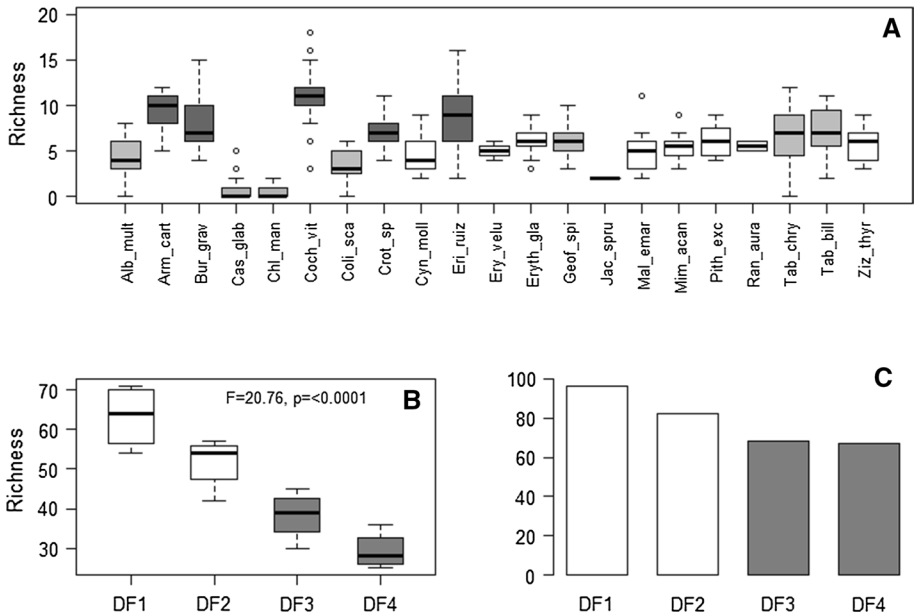 A
Richness
20
15
10
5
0
Alb_mult
Arm_cart
Bur_grav
Cas_glab
Chl_man
Coch_vit
Coli_sca
Crot_sp
Cyn_moll
Eri_ruiz
Ery_velu
Eryth_gla
Geof_spi
Jac_spru
Mal_emar
Mim_acan
Pith_exc
Ran_aura
Tab_chry
Tab_bill
Ziz_thyr
B
F=20.76, p=<0.0001
Richness
70
60
50
40
30
DF1
DF2
DF3
DF4
C
100
80
60
40
20
0
DF1
DF2
DF3
DF4